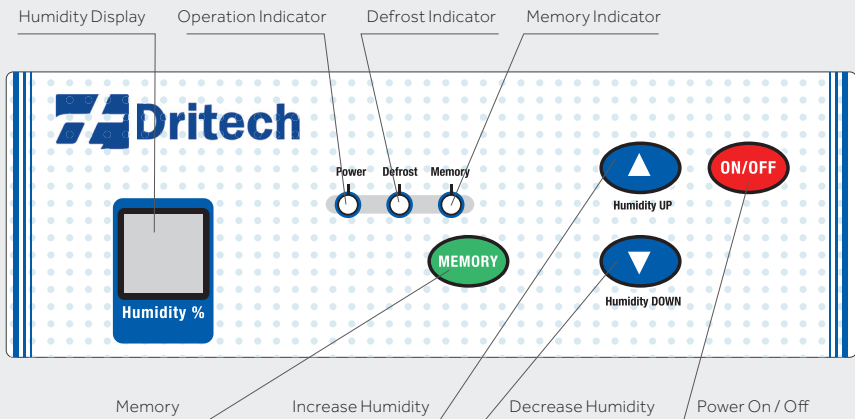 Humidity Display Operation Indicator Defrost Indicator Memory Indicator
Dritech
Power Defrost Memory
ON/OFF
Humidity UP
MEMORY
Humidity DOWN
Humidity %
Memory Increase Humidity Decrease Humidity Power On / Off